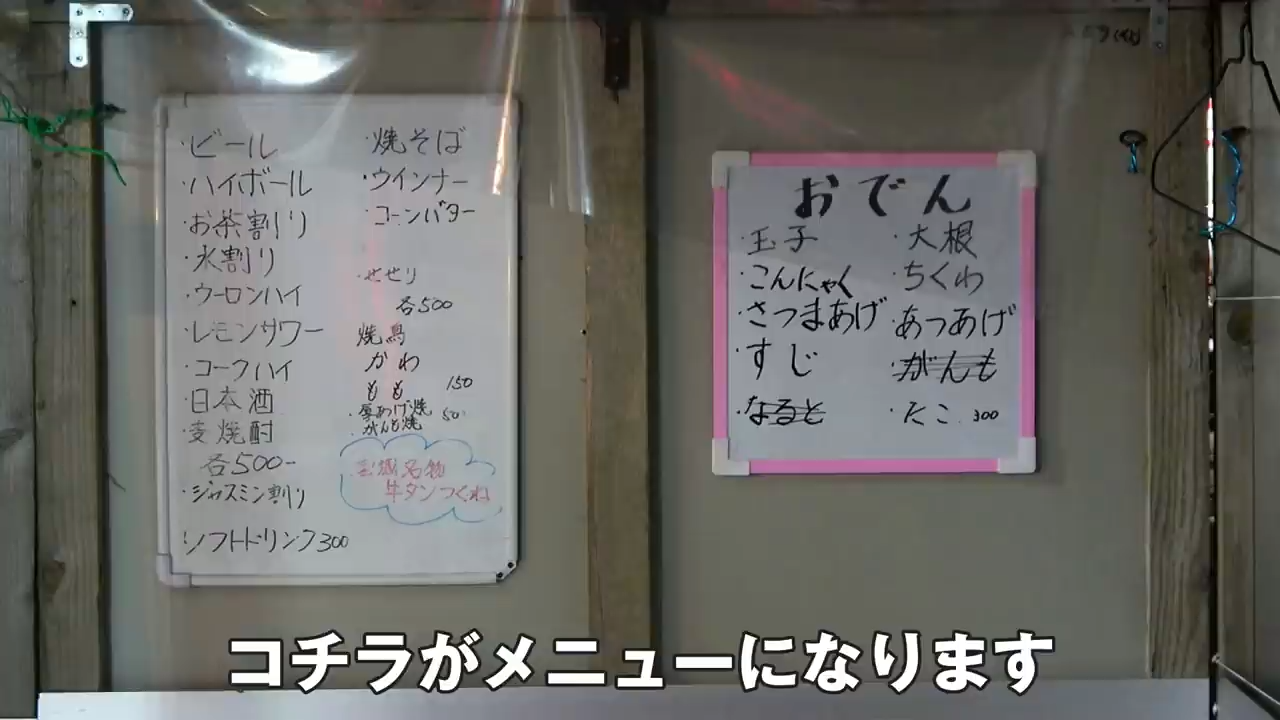 ・ビール
・ハイボール
・お茶割り
・水割り
・ウーロンハイ
・レモンサワー
・コークハイ
・日本酒
・麦焼酎
各500-
・ジャスミン割り
ソフトドリンク300
・焼そば
・ウインナー
・コーンバター
・せせり
各500
焼鳥
かわ
もも 150
・厚あげ焼 50
・がんも焼
名物
牛タンつくね
おでん
・玉子
・こんにゃく
・さつまあげ
・すじ
・なると
・大根
・ちくわ
・あつあげ
・がんも
・たこ 300
コチラがメニューになります